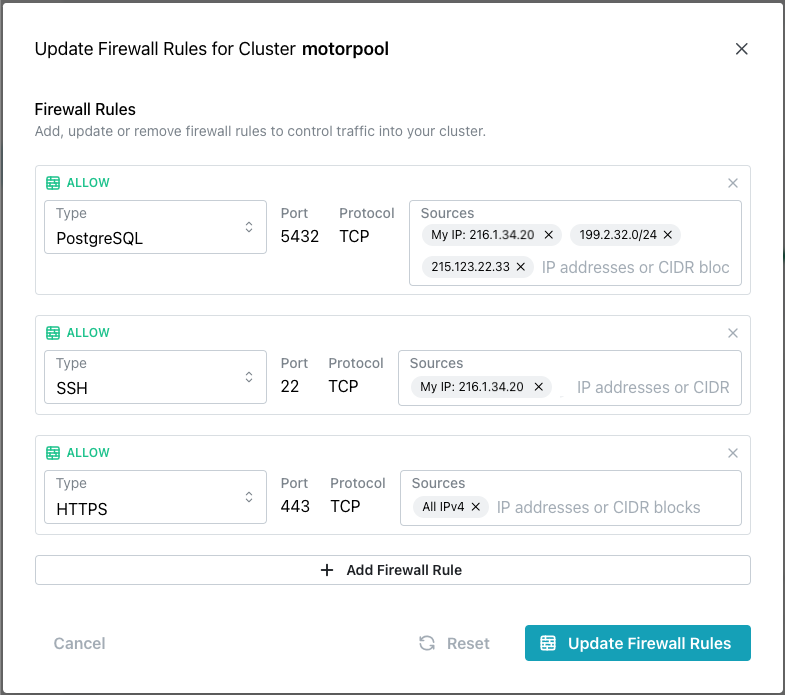 Update Firewall Rules for Cluster motorpool
Firewall Rules
Add, update or remove firewall rules to control traffic into your cluster.
ALLOW
Type
PostgreSQL
Port
5432
Protocol
TCP
Sources
My IP: 216.1.34.20
199.2.32.0/24
215.123.22.33
IP addresses or CIDR bloc
ALLOW
Type
SSH
Port
22
Protocol
TCP
Sources
My IP: 216.1.34.20
IP addresses or CIDR
ALLOW
Type
HTTPS
Port
443
Protocol
TCP
Sources
All IPv4
IP addresses or CIDR blocks
Add Firewall Rule
Cancel
Reset
Update Firewall Rules